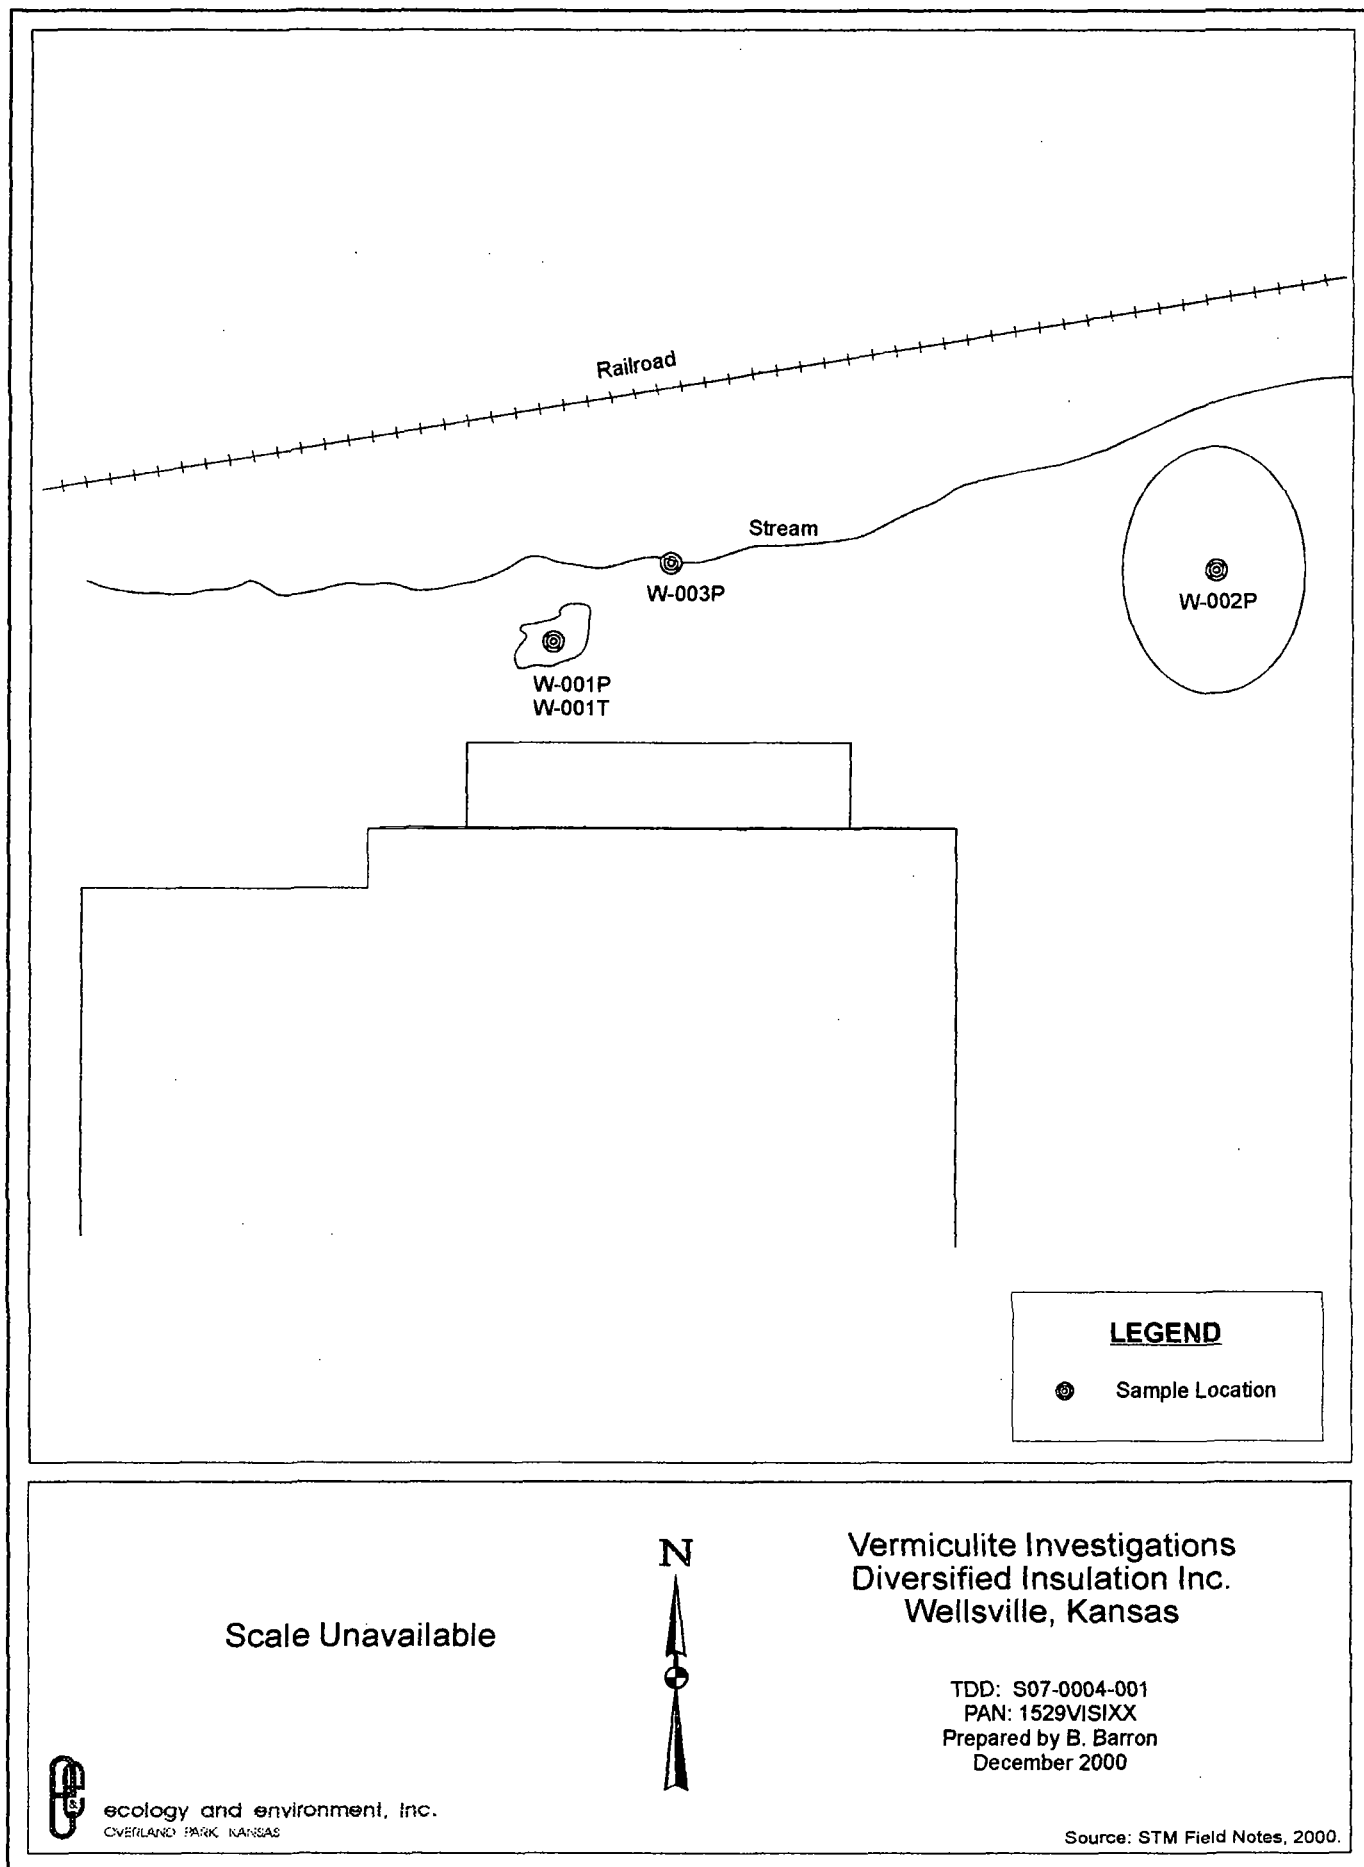 Railroad
Stream
W-003P
W-002P
W-001P
W-001T
LEGEND
Sample Location
Scale Unavailable
N
Vermiculite Investigations
Diversified Insulation Inc.
Wellsville, Kansas
TDD: S07-0004-001
PAN: 1529VISIXX
Prepared by B. Barron
December 2000
E&E
ecology and environment, inc.
OVERLAND PARK, KANSAS
Source: STM Field Notes, 2000.